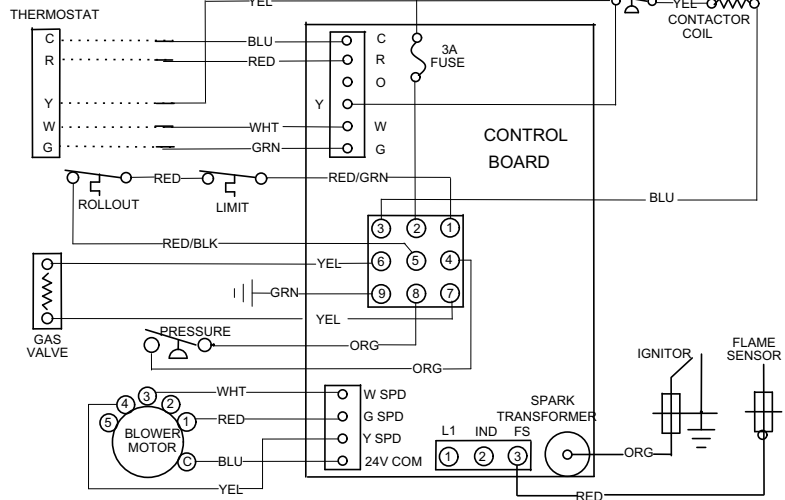 YEL
YEL
THERMOSTAT
CONTACTOR
COIL
C
BLU
C
R
RED
R
3A
FUSE
O
Y
Y
W
WHT
W
G
GRN
G
CONTROL
BOARD
RED
RED/GRN
ROLLOUT
LIMIT
BLU
3 2 1
RED/BLK
YEL
6 5 4
GRN
9 8 7
YEL
GAS
VALVE
PRESSURE
ORG
ORG
IGNITOR
FLAME
SENSOR
WHT
W SPD
3
4
2
5
1
RED
G SPD
BLOWER
MOTOR
Y SPD
C
BLU
24V COM
YEL
SPARK
TRANSFORMER
L1 IND FS
1 2 3
ORG
RED